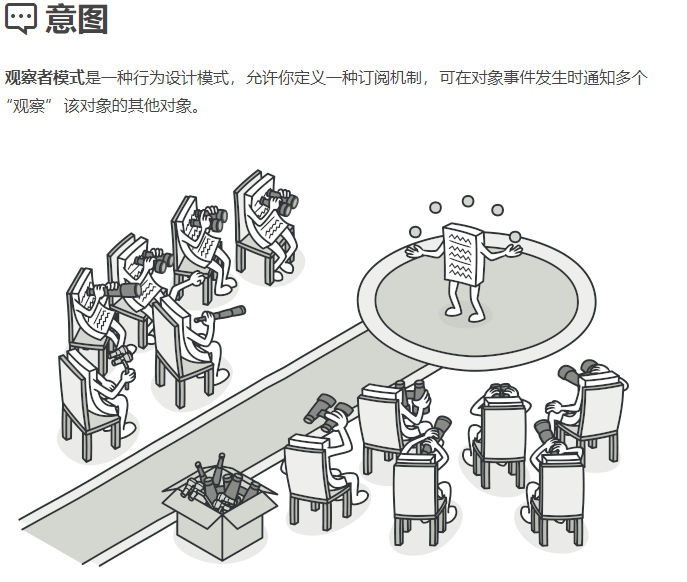 意图
观察者模式是一种行为设计模式，允许你定义一种订阅机制，可在对象事件发生时通知多个
“观察” 该对象的其他对象。